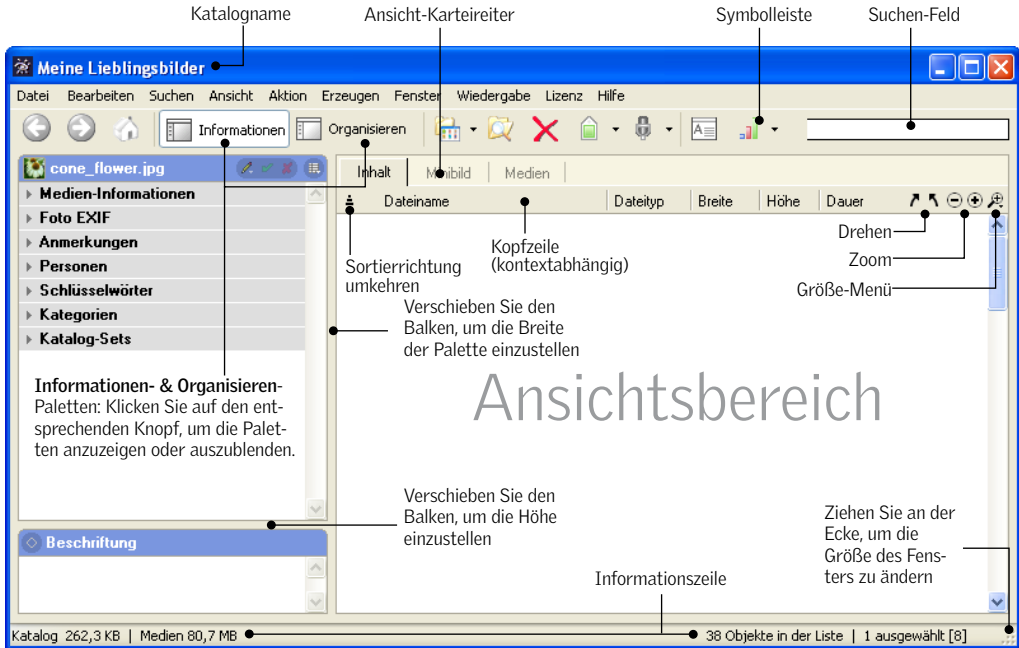 Katalogname
Ansicht-Karteireiter
Symbolleiste
Suchen-Feld
Meine Lieblingsbilder
Datei Bearbeiten Suchen Ansicht Aktion Erzeugen Fenster Wiedergabe Lizenz Hilfe
Informationen
Organisieren
cone_flower.jpg
Inhalt
Minibild
Medien
Medien-Informationen
Foto EXIF
Anmerkungen
Personen
Schlüsselwörter
Kategorien
Katalog-Sets
Dateiname
Dateityp
Breite
Höhe
Dauer
Sortierrichtung
umkehren
Kopfzeile
(kontextabhängig)
Drehen
Zoom
Größe-Menü
Verschieben Sie den
Balken, um die Breite
der Palette einzustellen
Informationen- & Organisieren-
Paletten: Klicken Sie auf den ent-
sprechenden Knopf, um die Palet-
ten anzuzeigen oder auszublenden.
Ansichtsbereich
Verschieben Sie den
Balken, um die Höhe
einzustellen
Beschriftung
Ziehen Sie an der
Ecke, um die
Größe des Fens-
ters zu ändern
Informationszeile
Katalog 262,3 KB | Medien 80,7 MB
38 Objekte in der Liste | 1 ausgewählt [8]